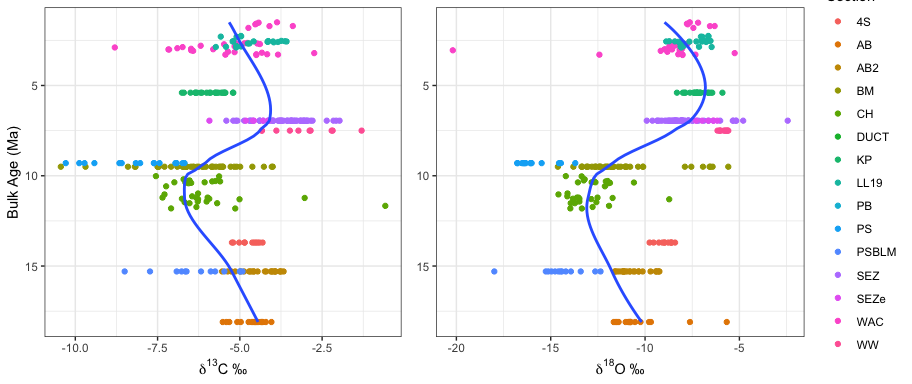 Section
4S
AB
AB2
BM
CH
DUCT
KP
LL19
PB
PS
PSBLM
SEZ
SEZe
WAC
WW
Bulk Age (Ma)
5
10
15
-10.0 -7.5 -5.0 -2.5
-20 -15 -10 -5
δ¹³C ‰
δ¹⁸O ‰